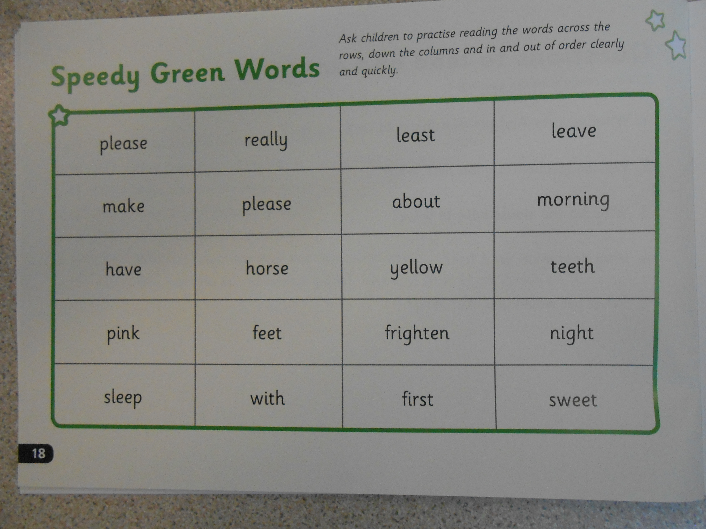 Speedy Green Words
Ask children to practise reading the words across the
rows, down the columns and in and out of order clearly
and quickly.
please really least leave
make please about morning
have horse yellow teeth
pink feet frighten night
sleep with first sweet
18